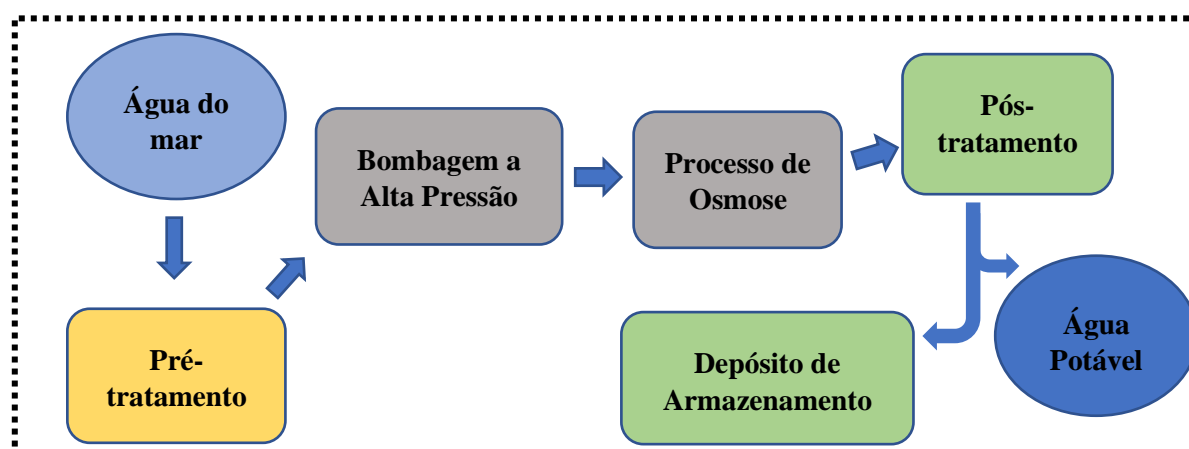 Água do
mar
Pré-
tratamento
Bombagem a
Alta Pressão
Processo de
Osmose
Pós-
tratamento
Depósito de
Armazenamento
Água
Potável